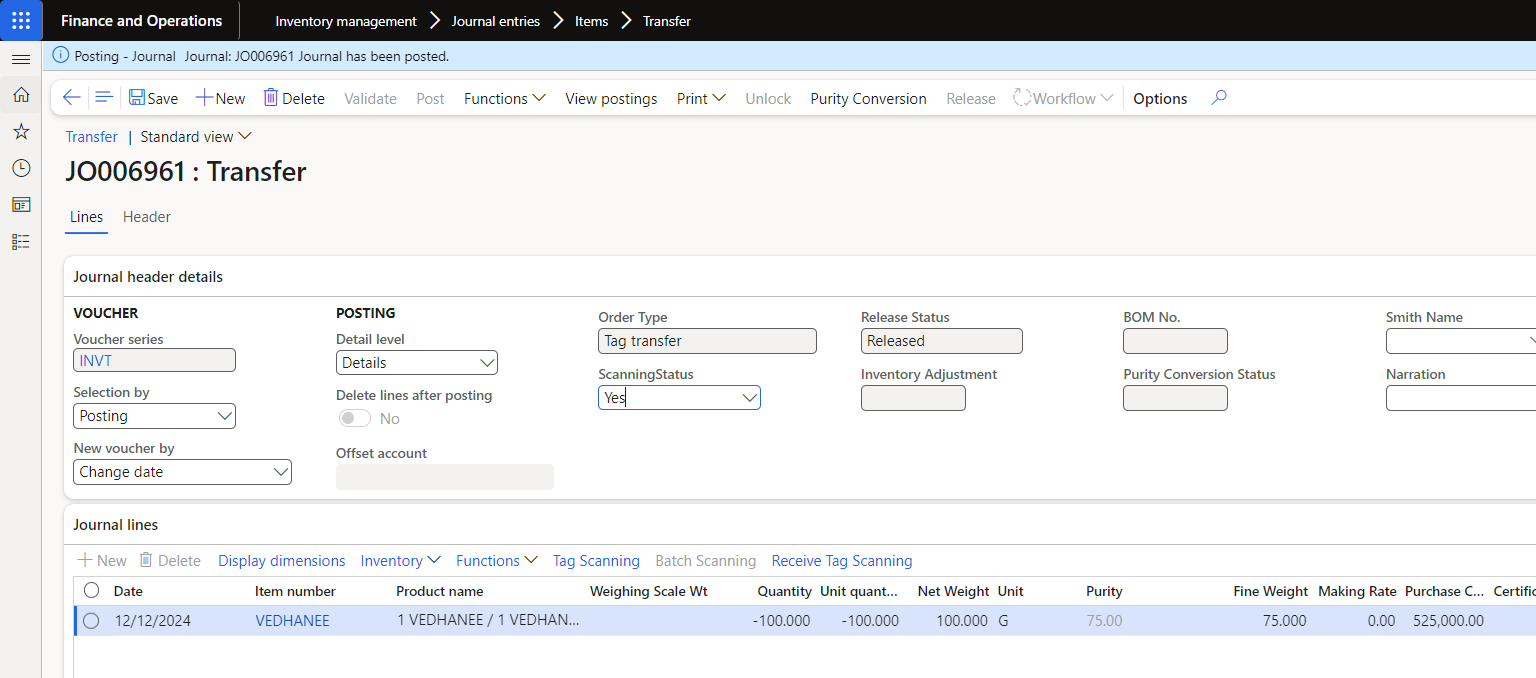 Finance and Operations Inventory management Journal entries Items Transfer
Posting - Journal Journal: JO006961 Journal has been posted.
Save New Delete Validate Post Functions View postings Print Unlock Purity Conversion Release Workflow Options
Transfer | Standard view
JO006961 : Transfer
Lines Header
Journal header details
VOUCHER
Voucher series
INVT
Selection by
Posting
New voucher by
Change date
POSTING
Detail level
Details
Delete lines after posting
No
Offset account
Order Type
Tag transfer
ScanningStatus
Yes
Release Status
Released
Inventory Adjustment
BOM No.
Purity Conversion Status
Smith Name
Narration
Journal lines
New Delete Display dimensions Inventory Functions Tag Scanning Batch Scanning Receive Tag Scanning
Date Item number Product name Weighing Scale Wt Quantity Unit quant... Net Weight Unit Purity Fine Weight Making Rate Purchase C... Certific
12/12/2024 VEDHANEE 1 VEDHANEE / 1 VEDHAN... -100.000 -100.000 100.000 G 75.00 75.000 0.00 525,000.00